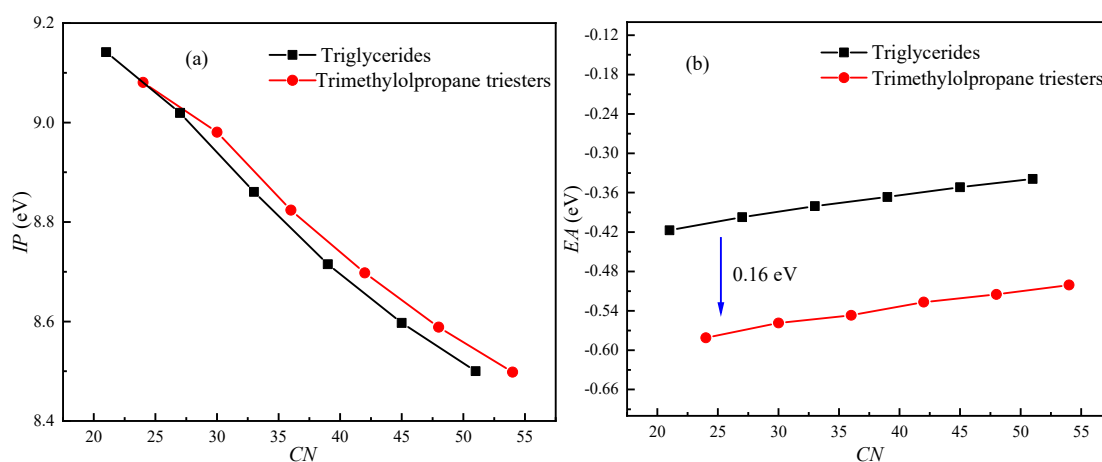 (a)
Triglycerides
Trimethylolpropane triesters
9.2
9.0
8.8
8.6
8.4
IP (eV)
20 25 30 35 40 45 50 55
CN
(b)
Triglycerides
Trimethylolpropane triesters
-0.12
-0.18
-0.24
-0.30
-0.36
-0.42
-0.48
-0.54
-0.60
-0.66
EA (eV)
0.16 eV
20 25 30 35 40 45 50 55
CN